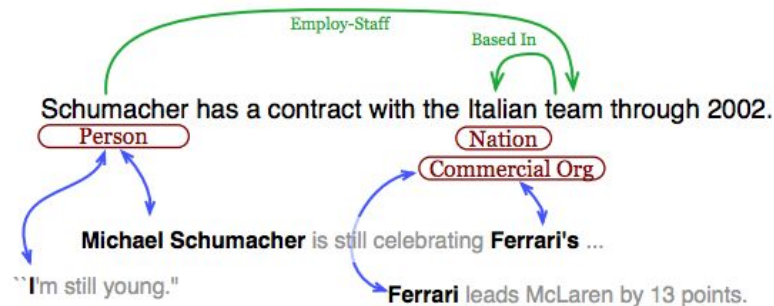 Employ-Staff
Based In
Schumacher has a contract with the Italian team through 2002.
Person
Nation
Commercial Org
Michael Schumacher is still celebrating Ferrari's ...
``I'm still young."
Ferrari leads McLaren by 13 points.